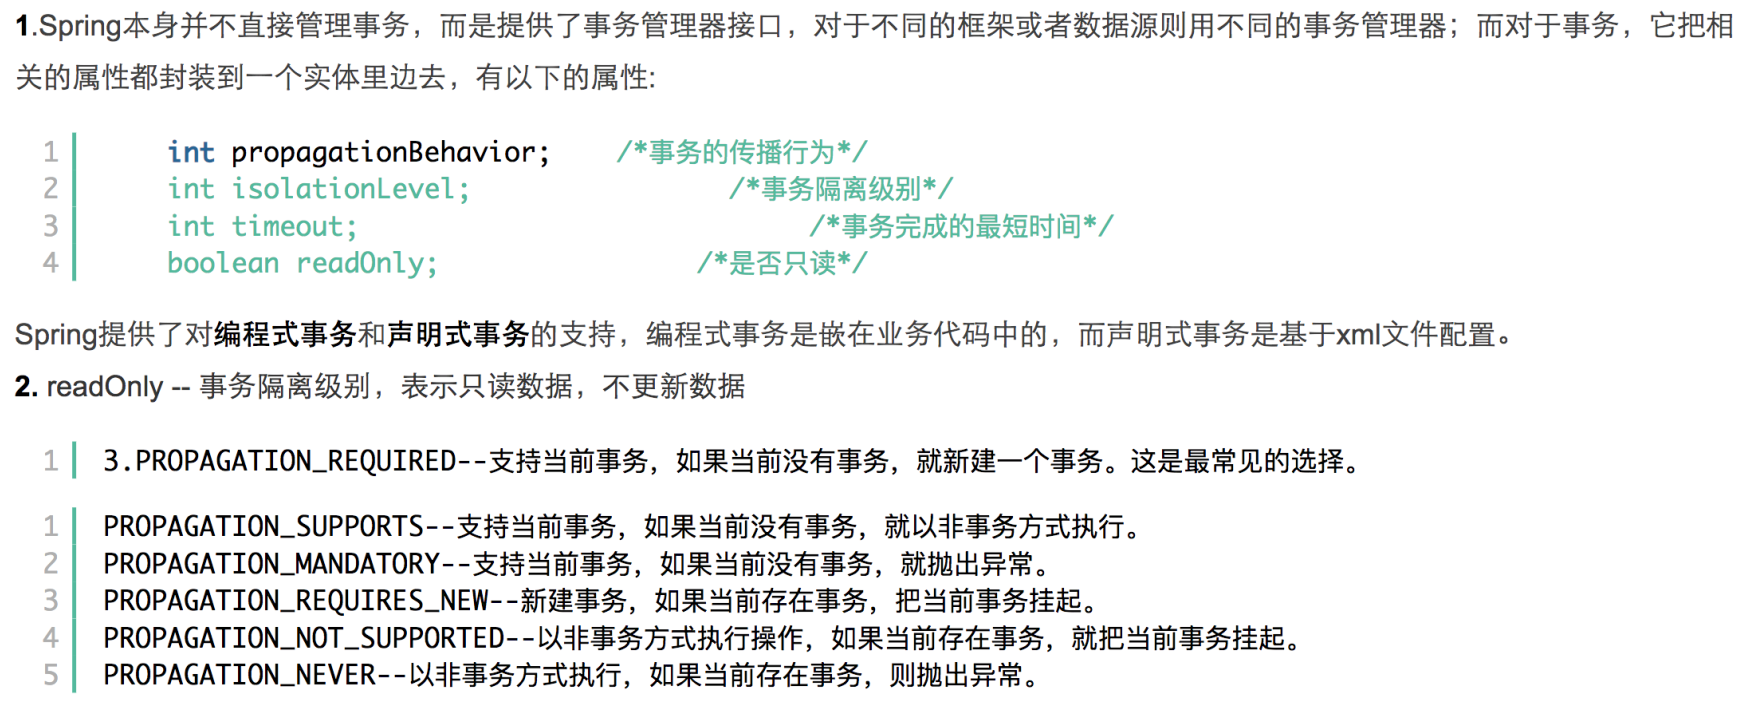 1.Spring本身并不直接管理事务，而是提供了事务管理器接口，对于不同的框架或者数据源则用不同的事务管理器；而对于事务，它把相
关的属性都封装到一个实体里边去，有以下的属性:
1 int propagationBehavior; /*事务的传播行为*/
2 int isolationLevel; /*事务隔离级别*/
3 int timeout; /*事务完成的最短时间*/
4 boolean readOnly; /*是否只读*/
Spring提供了对编程式事务和声明式事务的支持，编程式事务是嵌在业务代码中的，而声明式事务是基于xml文件配置。
2. readOnly -- 事务隔离级别，表示只读数据，不更新数据
1 3.PROPAGATION_REQUIRED--支持当前事务，如果当前没有事务，就新建一个事务。这是最常见的选择。
1 PROPAGATION_SUPPORTS--支持当前事务，如果当前没有事务，就以非事务方式执行。
2 PROPAGATION_MANDATORY--支持当前事务，如果当前没有事务，就抛出异常。
3 PROPAGATION_REQUIRES_NEW--新建事务，如果当前存在事务，把当前事务挂起。
4 PROPAGATION_NOT_SUPPORTED--以非事务方式执行操作，如果当前存在事务，就把当前事务挂起。
5 PROPAGATION_NEVER--以非事务方式执行，如果当前存在事务，则抛出异常。